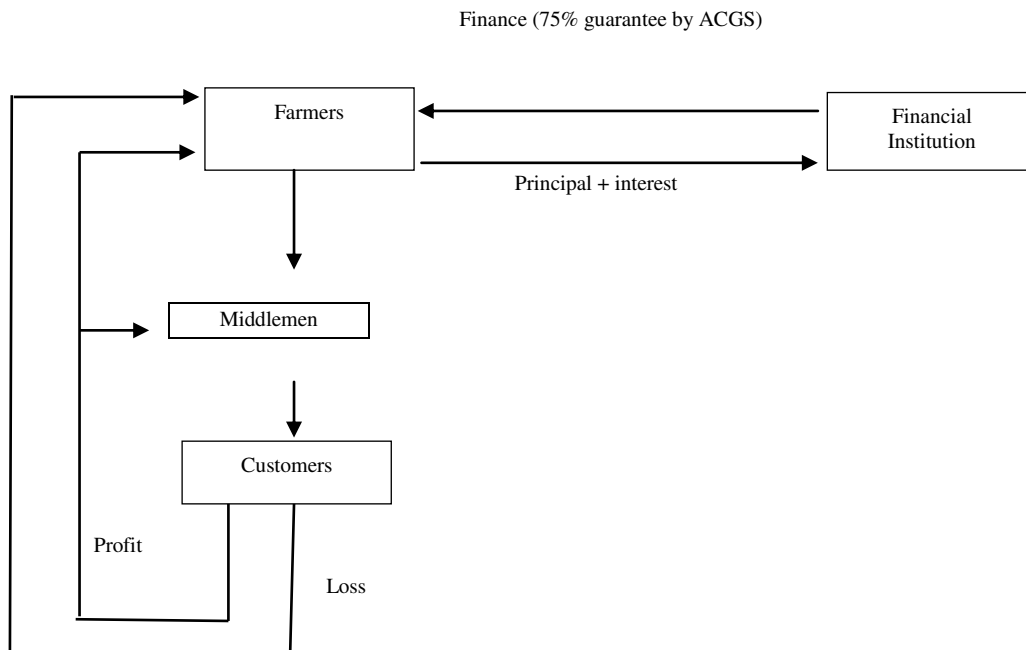 Finance (75% guarantee by ACGS)
Farmers
Financial
Institution
Principal + interest
Middlemen
Customers
Profit
Loss